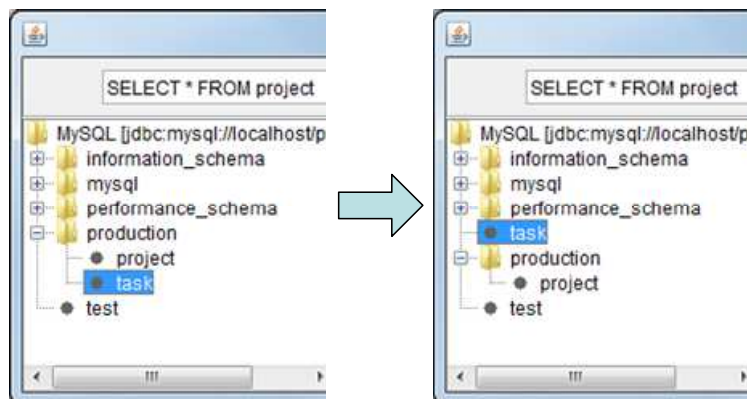 SELECT * FROM project
MySQL [jdbc:mysql://localhost/p
information_schema
mysql
performance_schema
production
project
task
test
SELECT * FROM project
MySQL [jdbc:mysql://localhost/p
information_schema
mysql
performance_schema
task
production
project
test